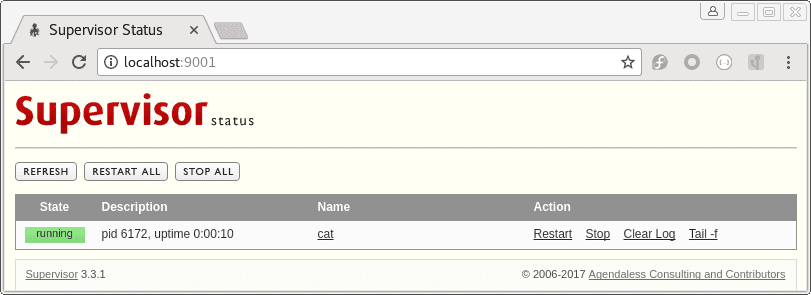 Supervisor Status
localhost:9001
Supervisor status
REFRESH RESTART ALL STOP ALL
State Description Name Action
running pid 6172, uptime 0:00:10 cat Restart Stop Clear Log Tail -f
Supervisor 3.3.1 © 2006-2017 Agendaless Consulting and Contributors